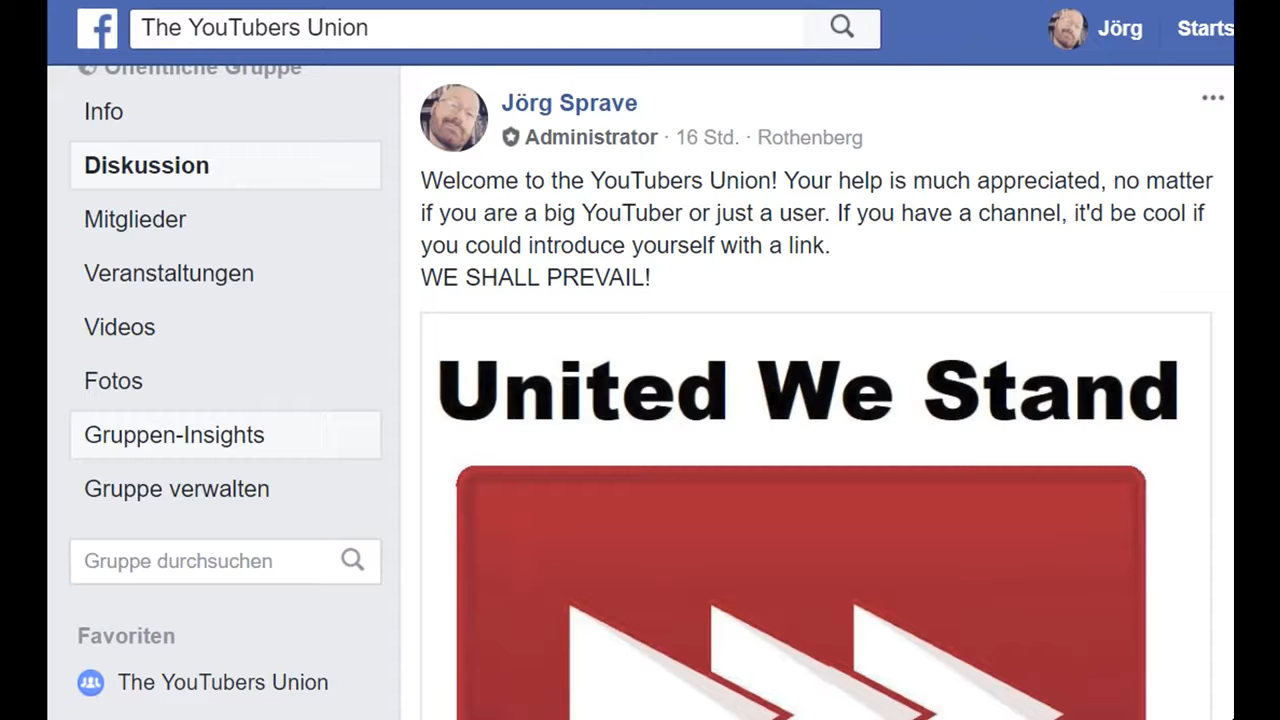 The YouTubers Union
Jörg
Starts
Öffentliche Gruppe
Info
Diskussion
Mitglieder
Veranstaltungen
Videos
Fotos
Gruppen-Insights
Gruppe verwalten
Gruppe durchsuchen
Favoriten
The YouTubers Union
Jörg Sprave
Administrator · 16 Std. · Rothenberg
Welcome to the YouTubers Union! Your help is much appreciated, no matter
if you are a big YouTuber or just a user. If you have a channel, it'd be cool if
you could introduce yourself with a link.
WE SHALL PREVAIL!
United We Stand